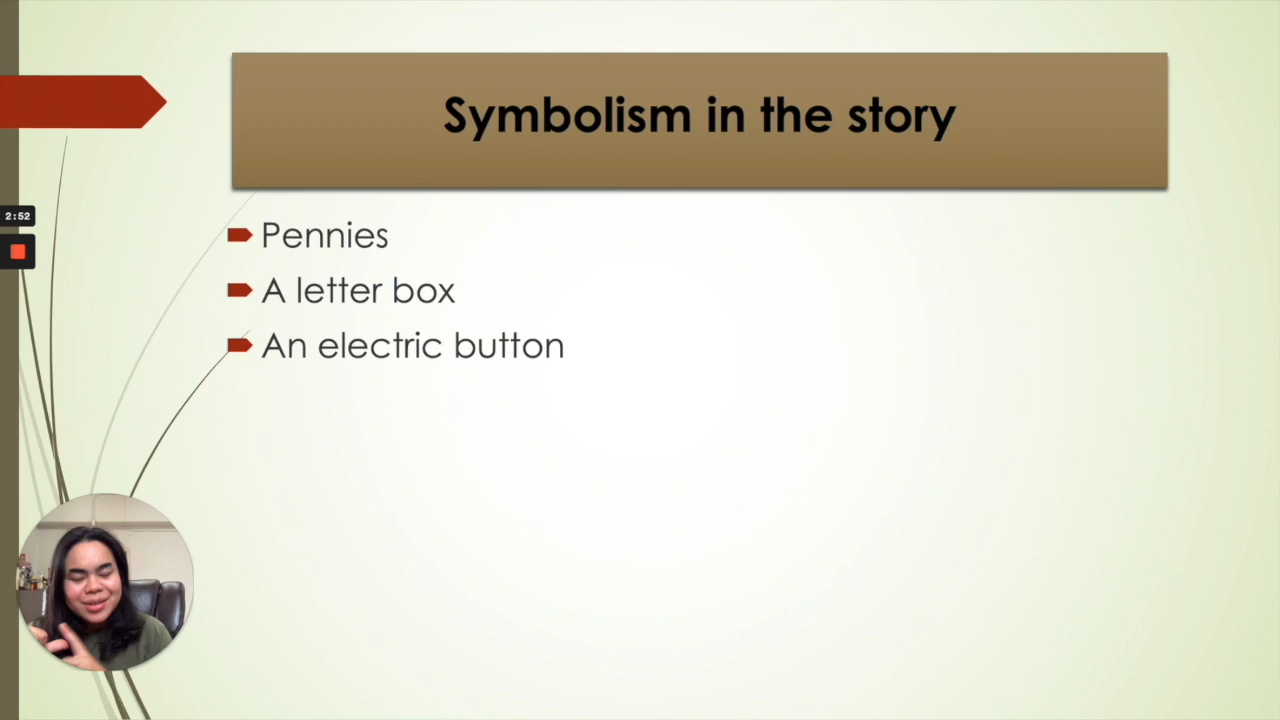 Symbolism in the story
2:52
Pennies
A letter box
An electric button